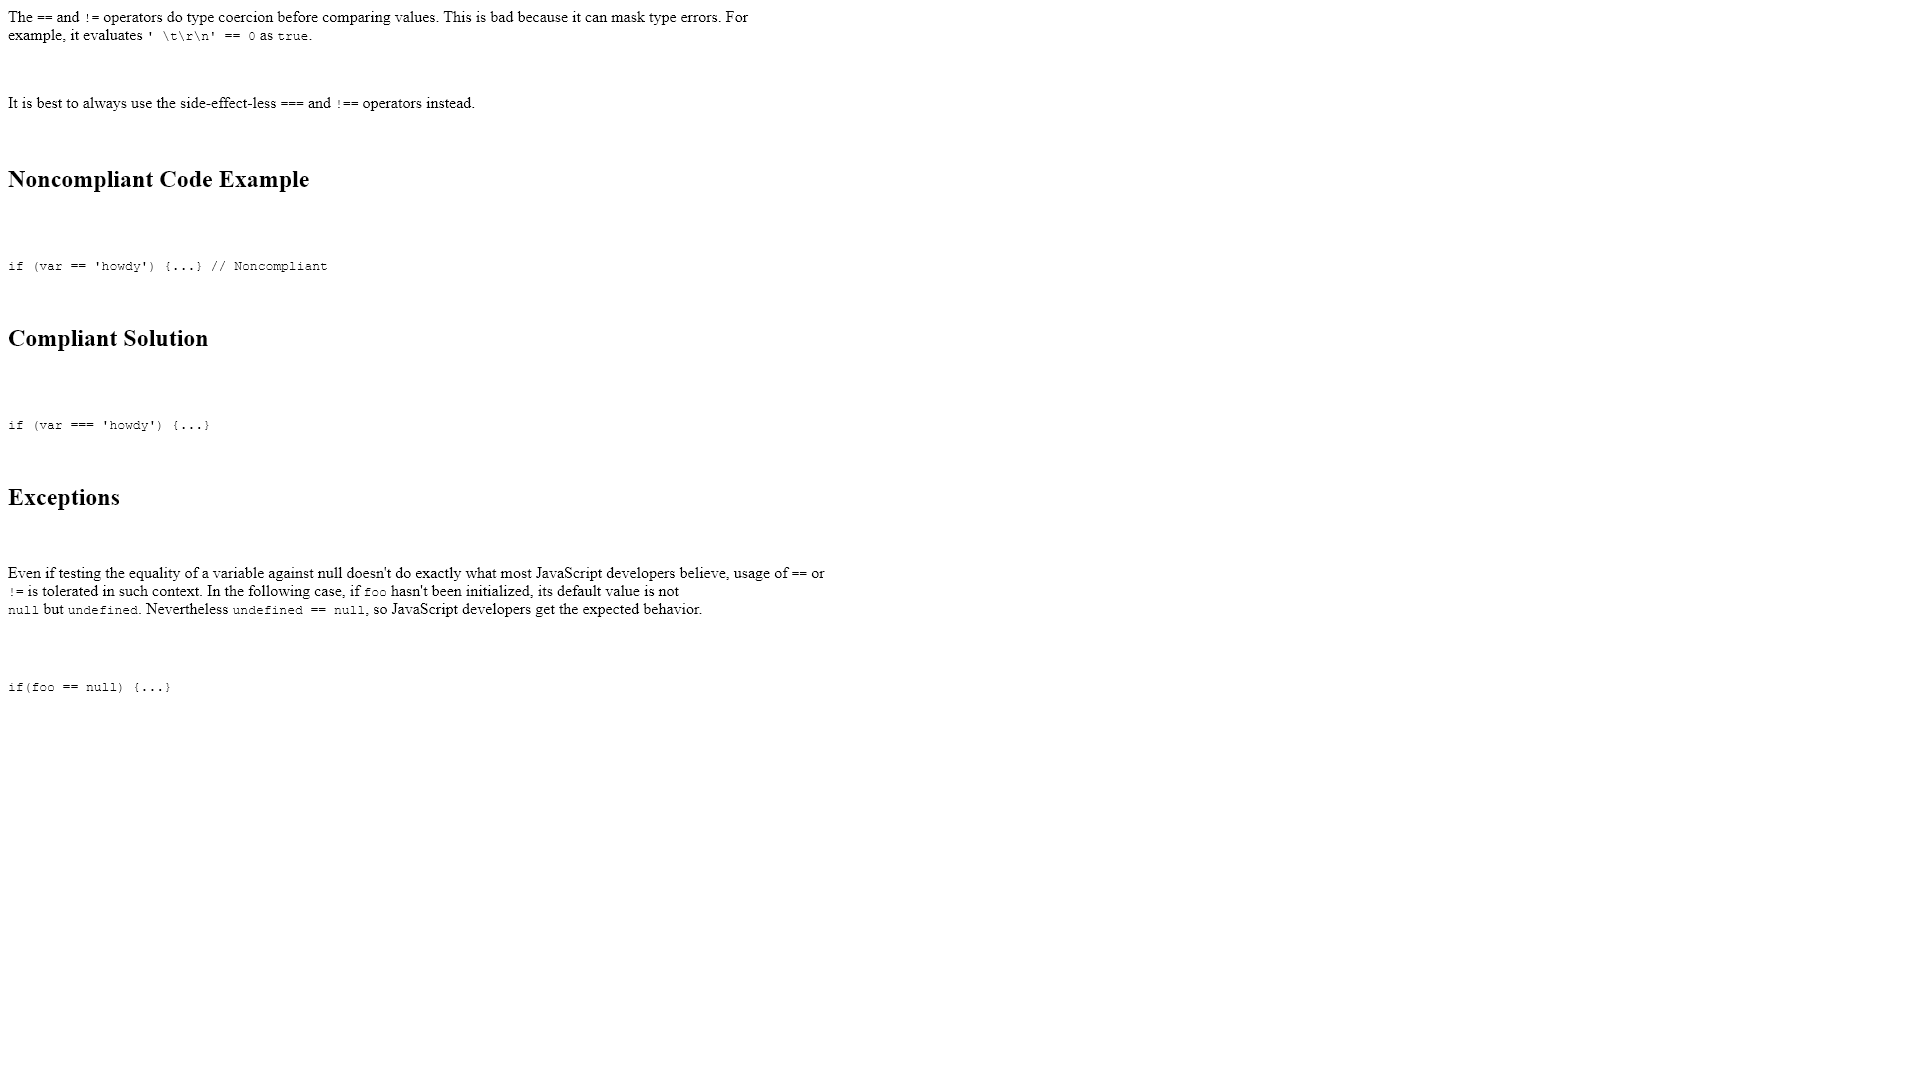 The == and != operators do type coercion before comparing values. This is bad because it can mask type errors. For
example, it evaluates ' \t\r\n' == 0 as true.
It is best to always use the side-effect-less === and !== operators instead.
Noncompliant Code Example
if (var == 'howdy') {...} // Noncompliant
Compliant Solution
if (var === 'howdy') {...}
Exceptions
Even if testing the equality of a variable against null doesn't do exactly what most JavaScript developers believe, usage of == or
!= is tolerated in such context. In the following case, if foo hasn't been initialized, its default value is not
null but undefined. Nevertheless undefined == null, so JavaScript developers get the expected behavior.
if(foo == null) {...}